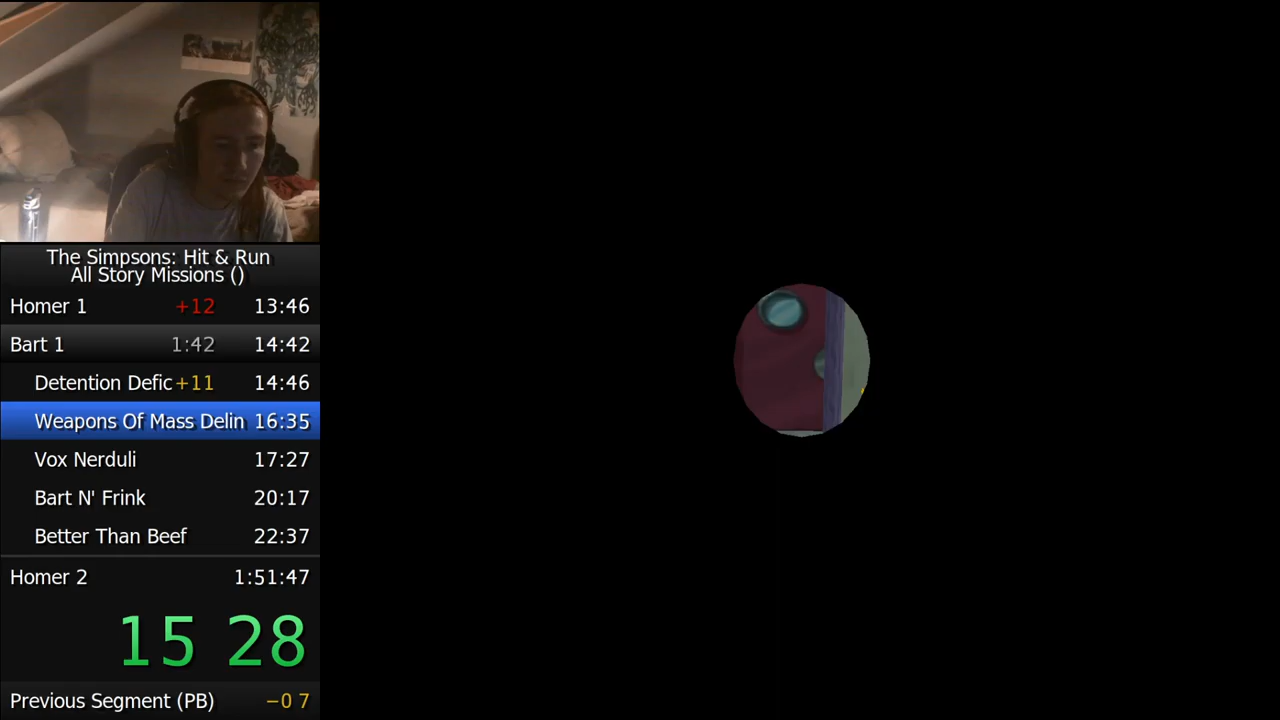 The Simpsons: Hit & Run
All Story Missions ()
Homer 1 +12 13:46
Bart 1 1:42 14:42
Detention Defic +11 14:46
Weapons Of Mass Delin 16:35
Vox Nerduli 17:27
Bart N' Frink 20:17
Better Than Beef 22:37
Homer 2 1:51:47
15 28
Previous Segment (PB) −0 7